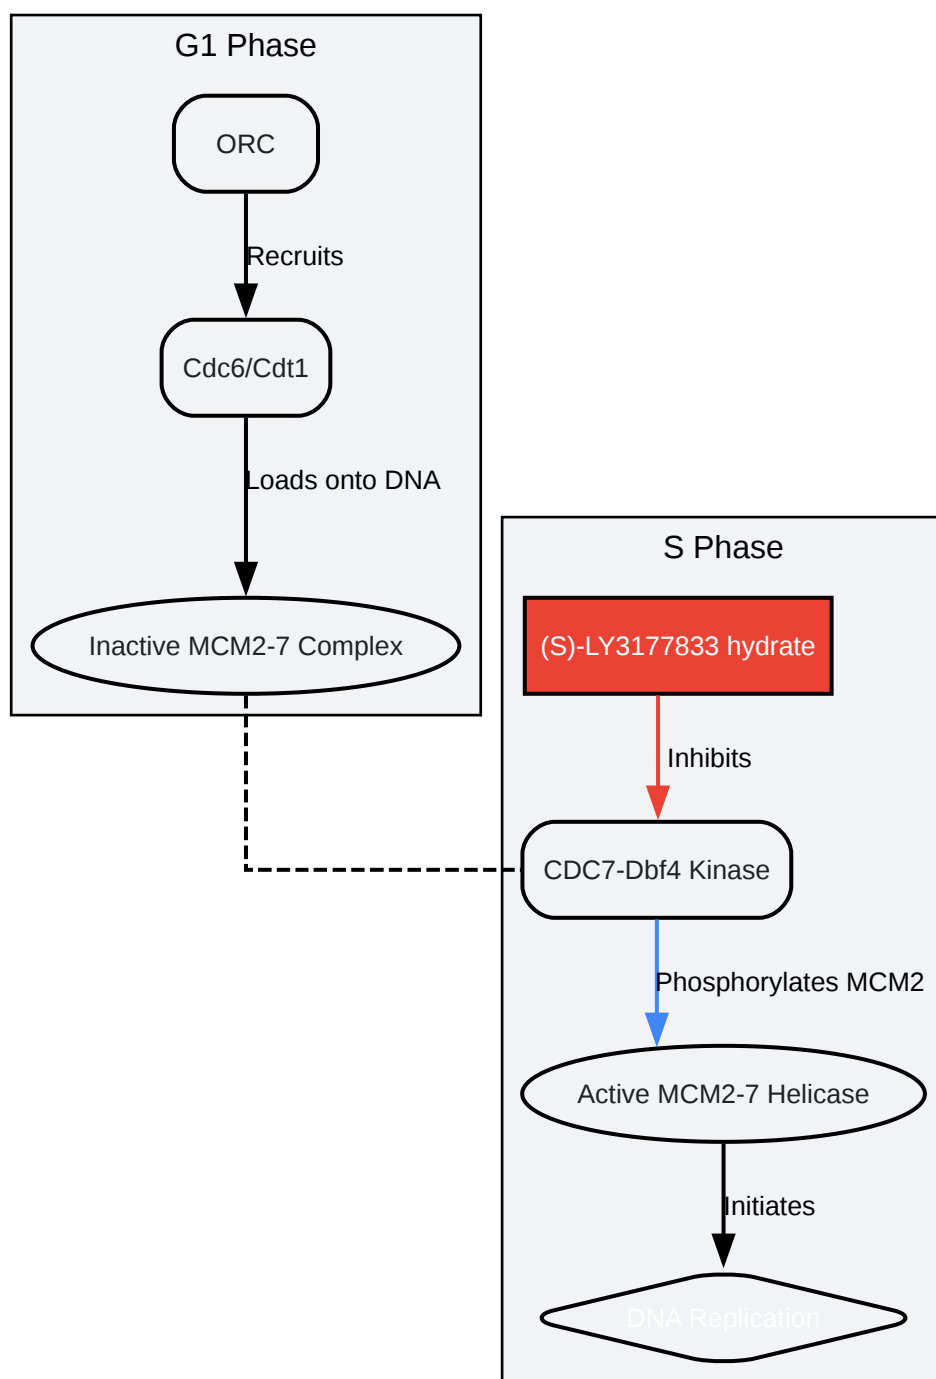 G1 Phase
ORC
Recruits
Cdc6/Cdt1
Loads onto DNA
Inactive MCM2-7 Complex
S Phase
(S)-LY3177833 hydrate
Inhibits
CDC7-Dbf4 Kinase
Phosphorylates MCM2
Active MCM2-7 Helicase
Initiates
DNA Replication